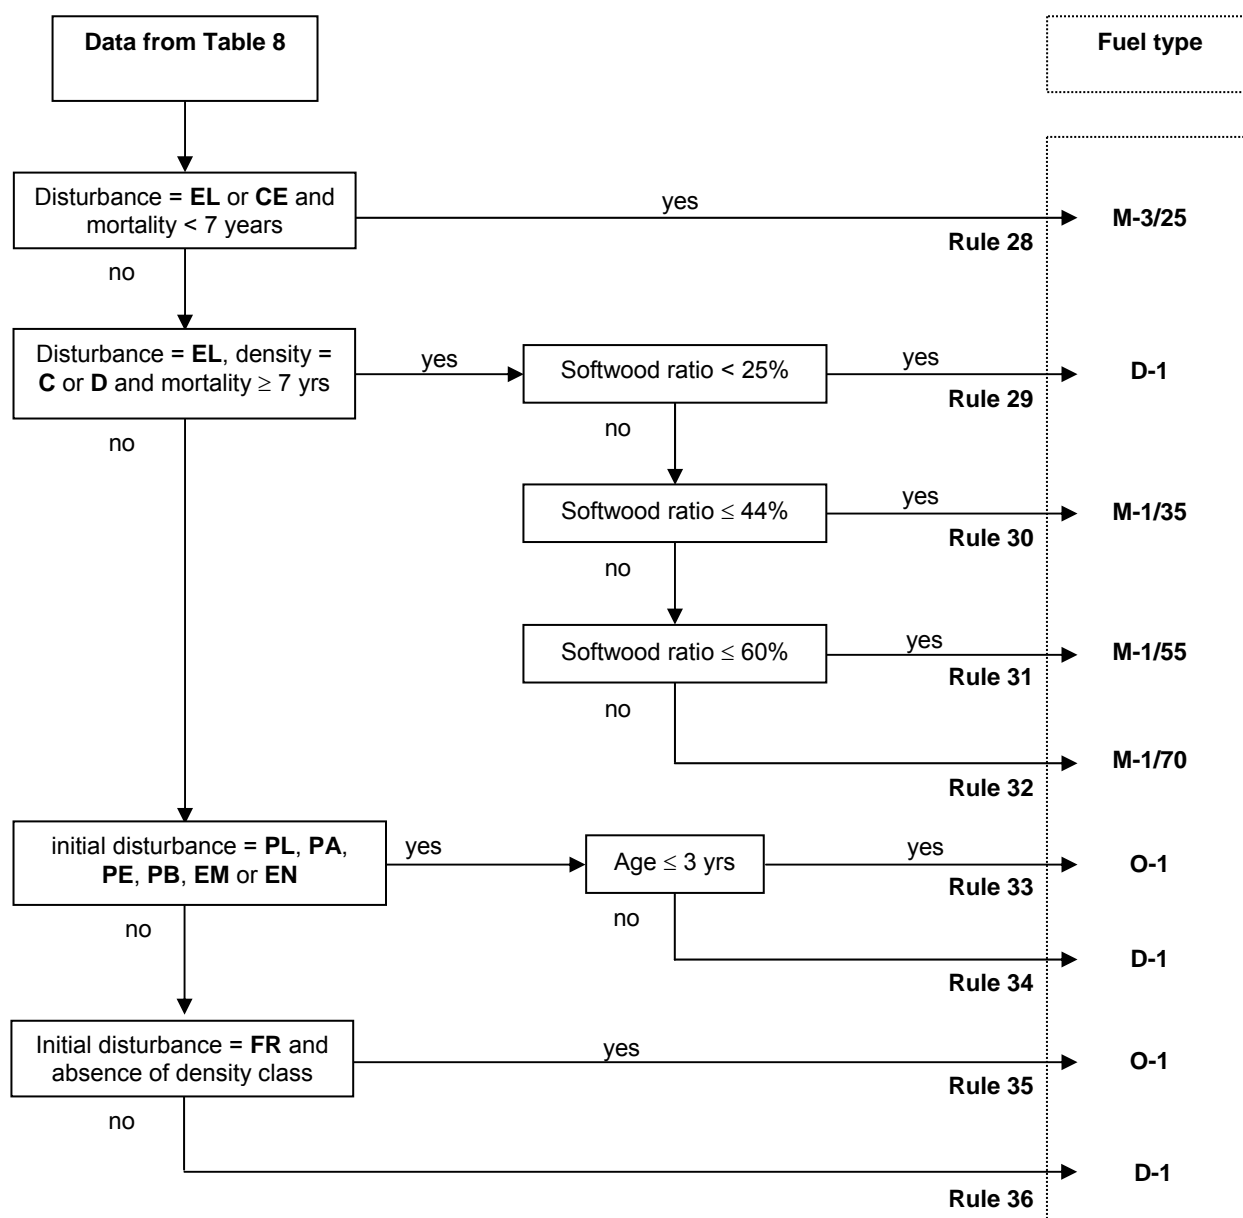 Data from Table 8
Fuel type
Disturbance = EL or CE and
mortality < 7 years
yes
Rule 28
M-3/25
no
Disturbance = EL, density =
C or D and mortality ≥ 7 yrs
yes
Softwood ratio < 25%
yes
Rule 29
D-1
no
no
Softwood ratio ≤ 44%
yes
Rule 30
M-1/35
no
Softwood ratio ≤ 60%
yes
Rule 31
M-1/55
no
Rule 32
M-1/70
initial disturbance = PL, PA,
PE, PB, EM or EN
yes
Age ≤ 3 yrs
yes
Rule 33
O-1
no
no
Rule 34
D-1
Initial disturbance = FR and
absence of density class
yes
Rule 35
O-1
no
Rule 36
D-1